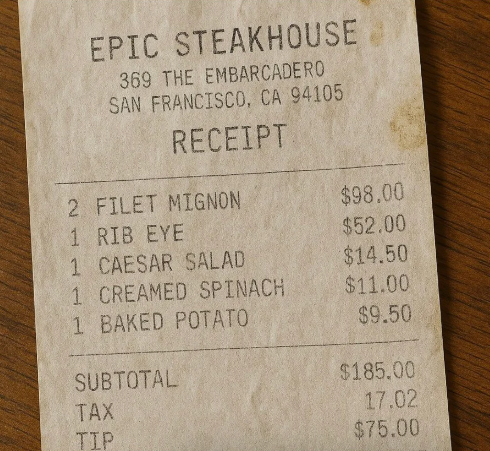 EPIC STEAKHOUSE
369 THE EMBARCADERO
SAN FRANCISCO, CA 94105
RECEIPT
2 FILET MIGNON $98.00
1 RIB EYE $52.00
1 CAESAR SALAD $14.50
1 CREAMED SPINACH $11.00
1 BAKED POTATO $9.50
SUBTOTAL $185.00
TAX 17.02
TIP $75.00